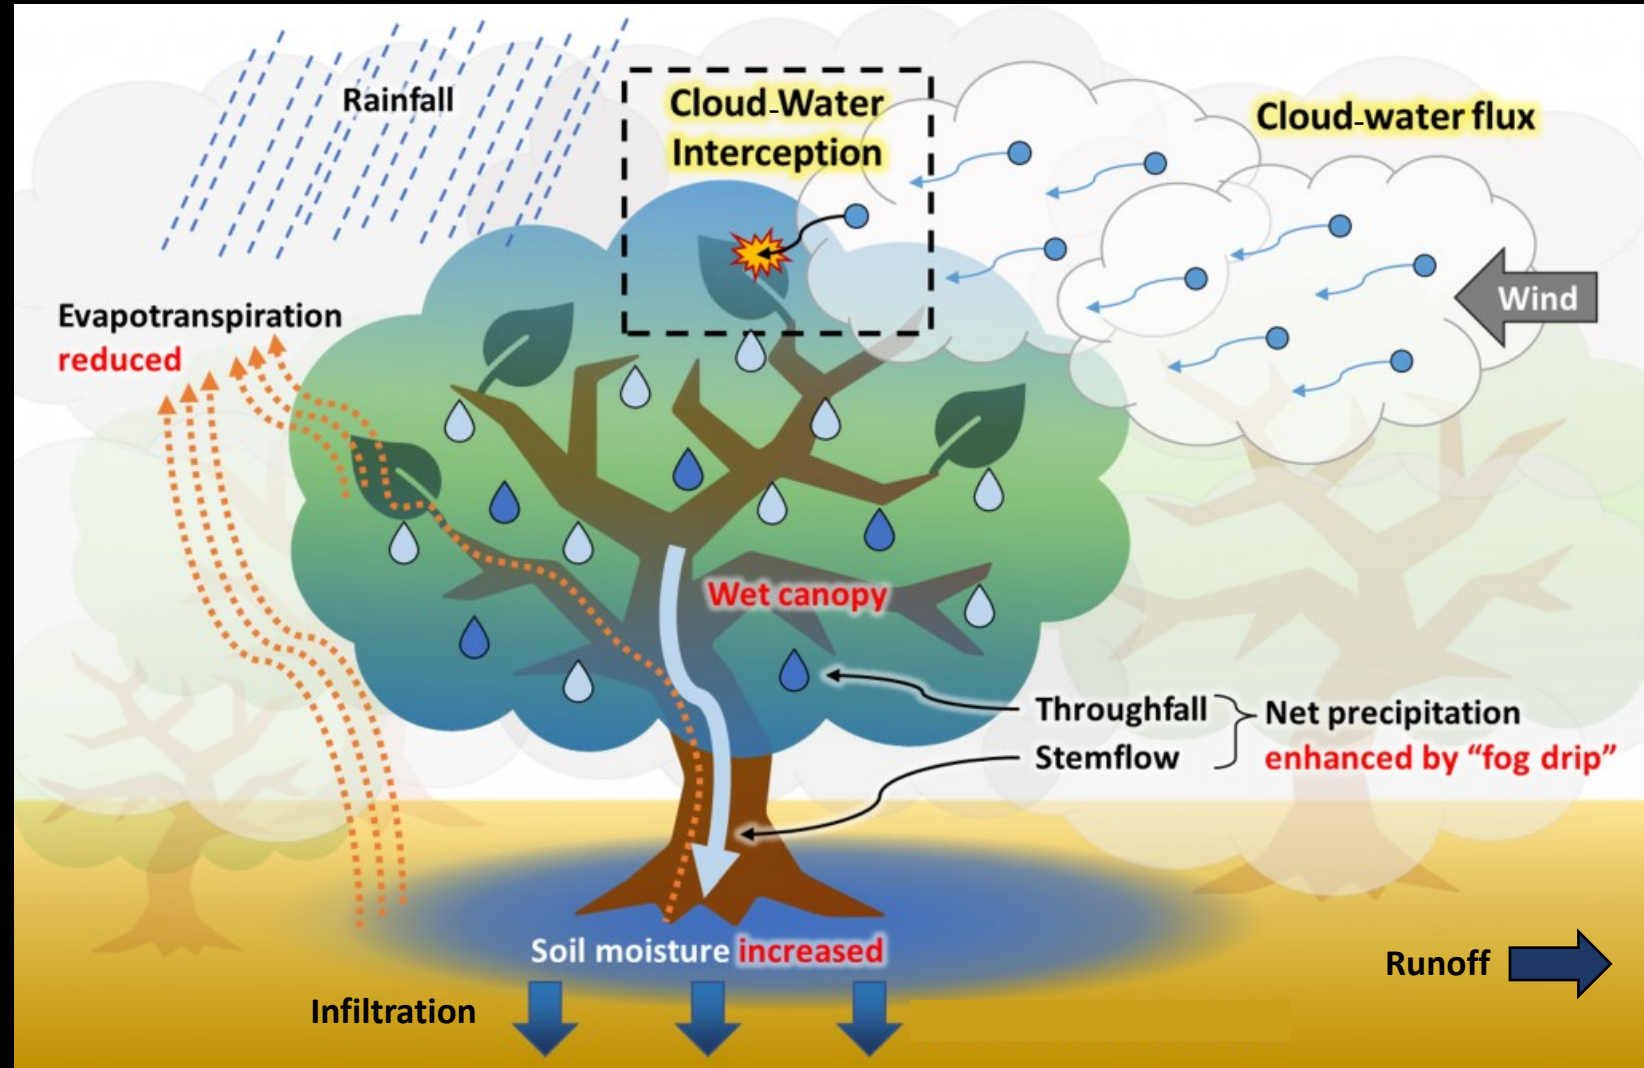 Rainfall
Cloud-Water
Interception
Cloud-water flux
Wind
Evapotranspiration
reduced
Wet canopy
Throughfall
Stemflow
Net precipitation
enhanced by “fog drip”
Soil moisture increased
Runoff
Infiltration